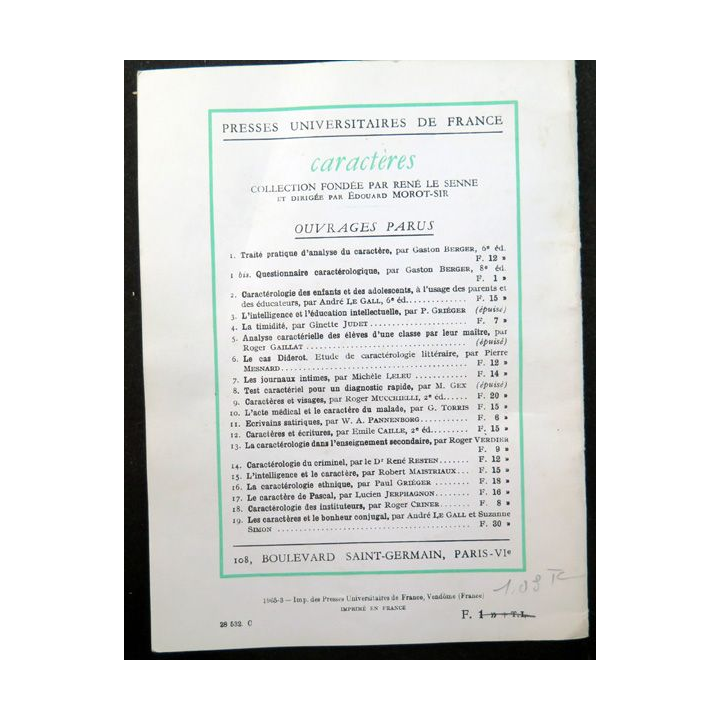 PRESSES UNIVERSITAIRES DE FRANCE
caractères
COLLECTION FONDÉE PAR RENÉ LE SENNE
ET DIRIGÉE PAR ÉDOUARD MOROT-SIR
OUVRAGES PARUS
1. Traité pratique d'analyse du caractère, par Gaston BERGER, 6e éd.
F. 12 »
1 bis. Questionnaire caractérologique, par Gaston BERGER, 8e éd.
F. 1 »
2. Caractérologie des enfants et des adolescents, à l'usage des parents et
des éducateurs, par André LE GALL, 6e éd.............. F. 15 »
3. L'intelligence et l'éducation intellectuelle, par P. GRIÉGER (épuisé)
4. La timidité, par Ginette JUDET ........................ F. 7 »
5. Analyse caractérielle des élèves d'une classe par leur maître, par
Roger GAILLAT ........................................ (épuisé)
6. Le cas Diderot. Etude de caractérologie littéraire, par Pierre
MESNARD............................................ F. 12 »
7. Les journaux intimes, par Michèle LELEU ............ F. 14 »
8. Test caractériel pour un diagnostic rapide, par M. GEX (épuisé)
9. Caractères et visages, par Roger MUCCHIELLI, 2e éd...... F. 20 »
10. L'acte médical et le caractère du malade, par G. TORRIS F. 15 »
11. Ecrivains satiriques, par W. A. PANNENBORG............ F. 6 »
12. Caractères et écritures, par Emile CAILLE, 2e éd......... F. 15 »
13. La caractérologie dans l'enseignement secondaire, par Roger VERDIER
F. 9 »
14. Caractérologie du criminel, par le Dr René RESTEN........ F. 12 »
15. L'intelligence et le caractère, par Robert MAISTRIAUX... F. 15 »
16. La caractérologie ethnique, par Paul GRIÉGER ........ F. 18 »
17. Le caractère de Pascal, par Lucien JERPHAGNON......... F. 16 »
18. Caractérologie des instituteurs, par Roger CRINER........ F. 8 »
19. Les caractères et le bonheur conjugal, par André LE GALL et Suzanne
SIMON ............................................ F. 30 »
108, BOULEVARD SAINT-GERMAIN, PARIS-VIe
1965-3 — Imp. des Presses Universitaires de France, Vendôme (France)
IMPRIMÉ EN FRANCE
28 532 C
F. 1 » + T.L.